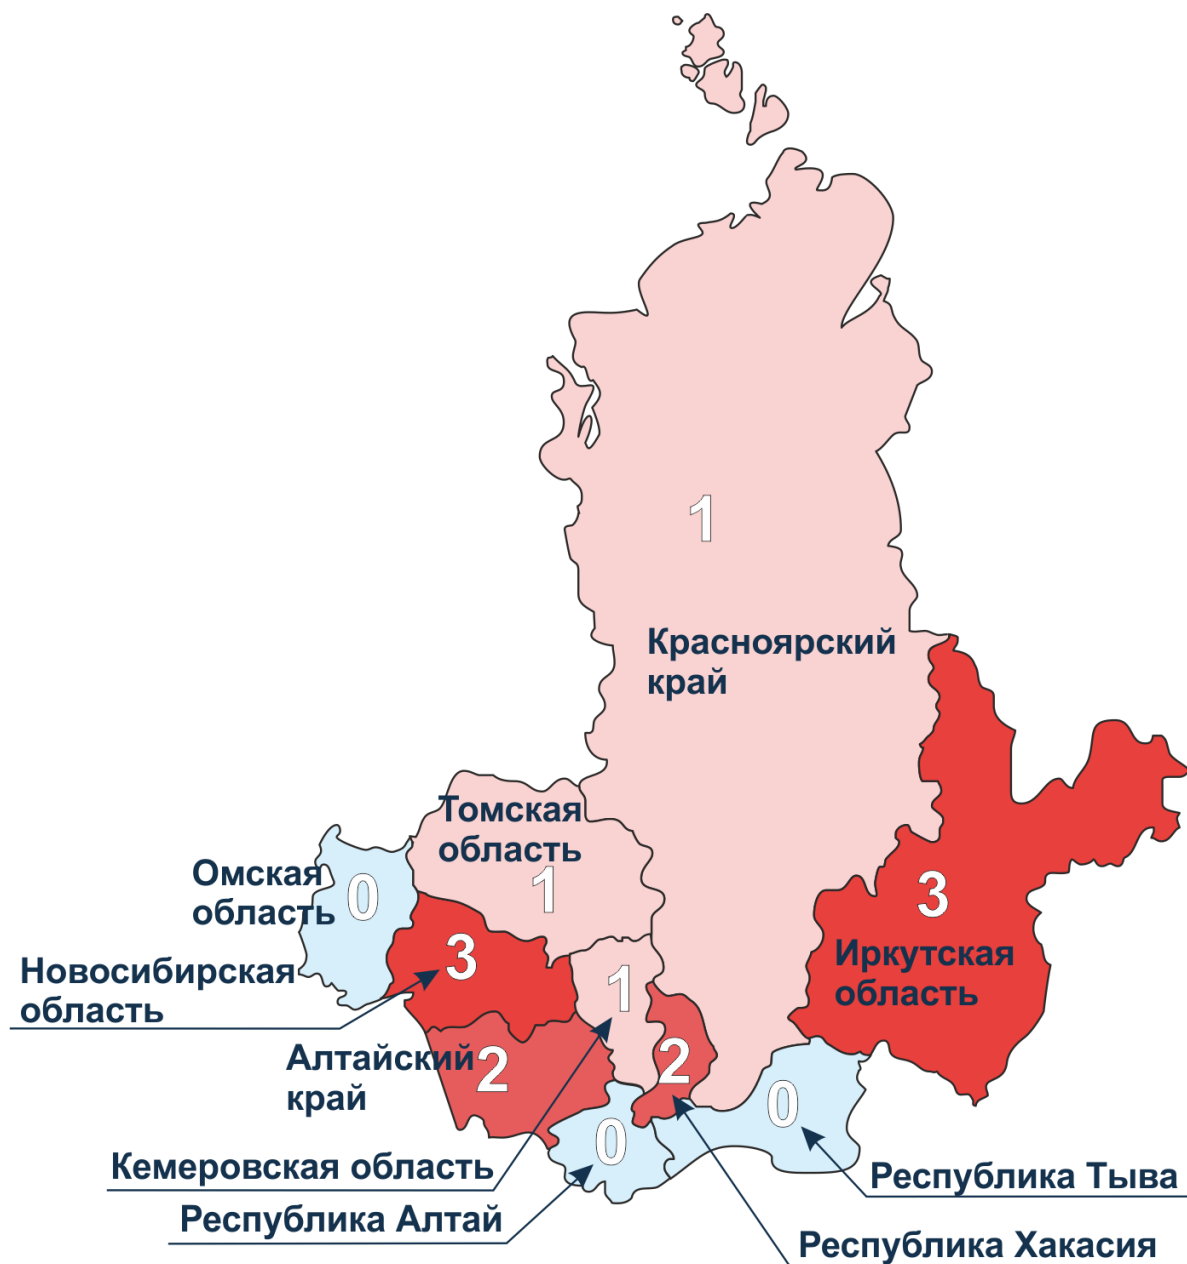 1
Красноярский
край
Томская
область
1
Омская
область
0
3
Иркутская
область
3
Новосибирская
область
1
Алтайский
край
2
2
0
0
Кемеровская область
Республика Тыва
Республика Алтай
Республика Хакасия